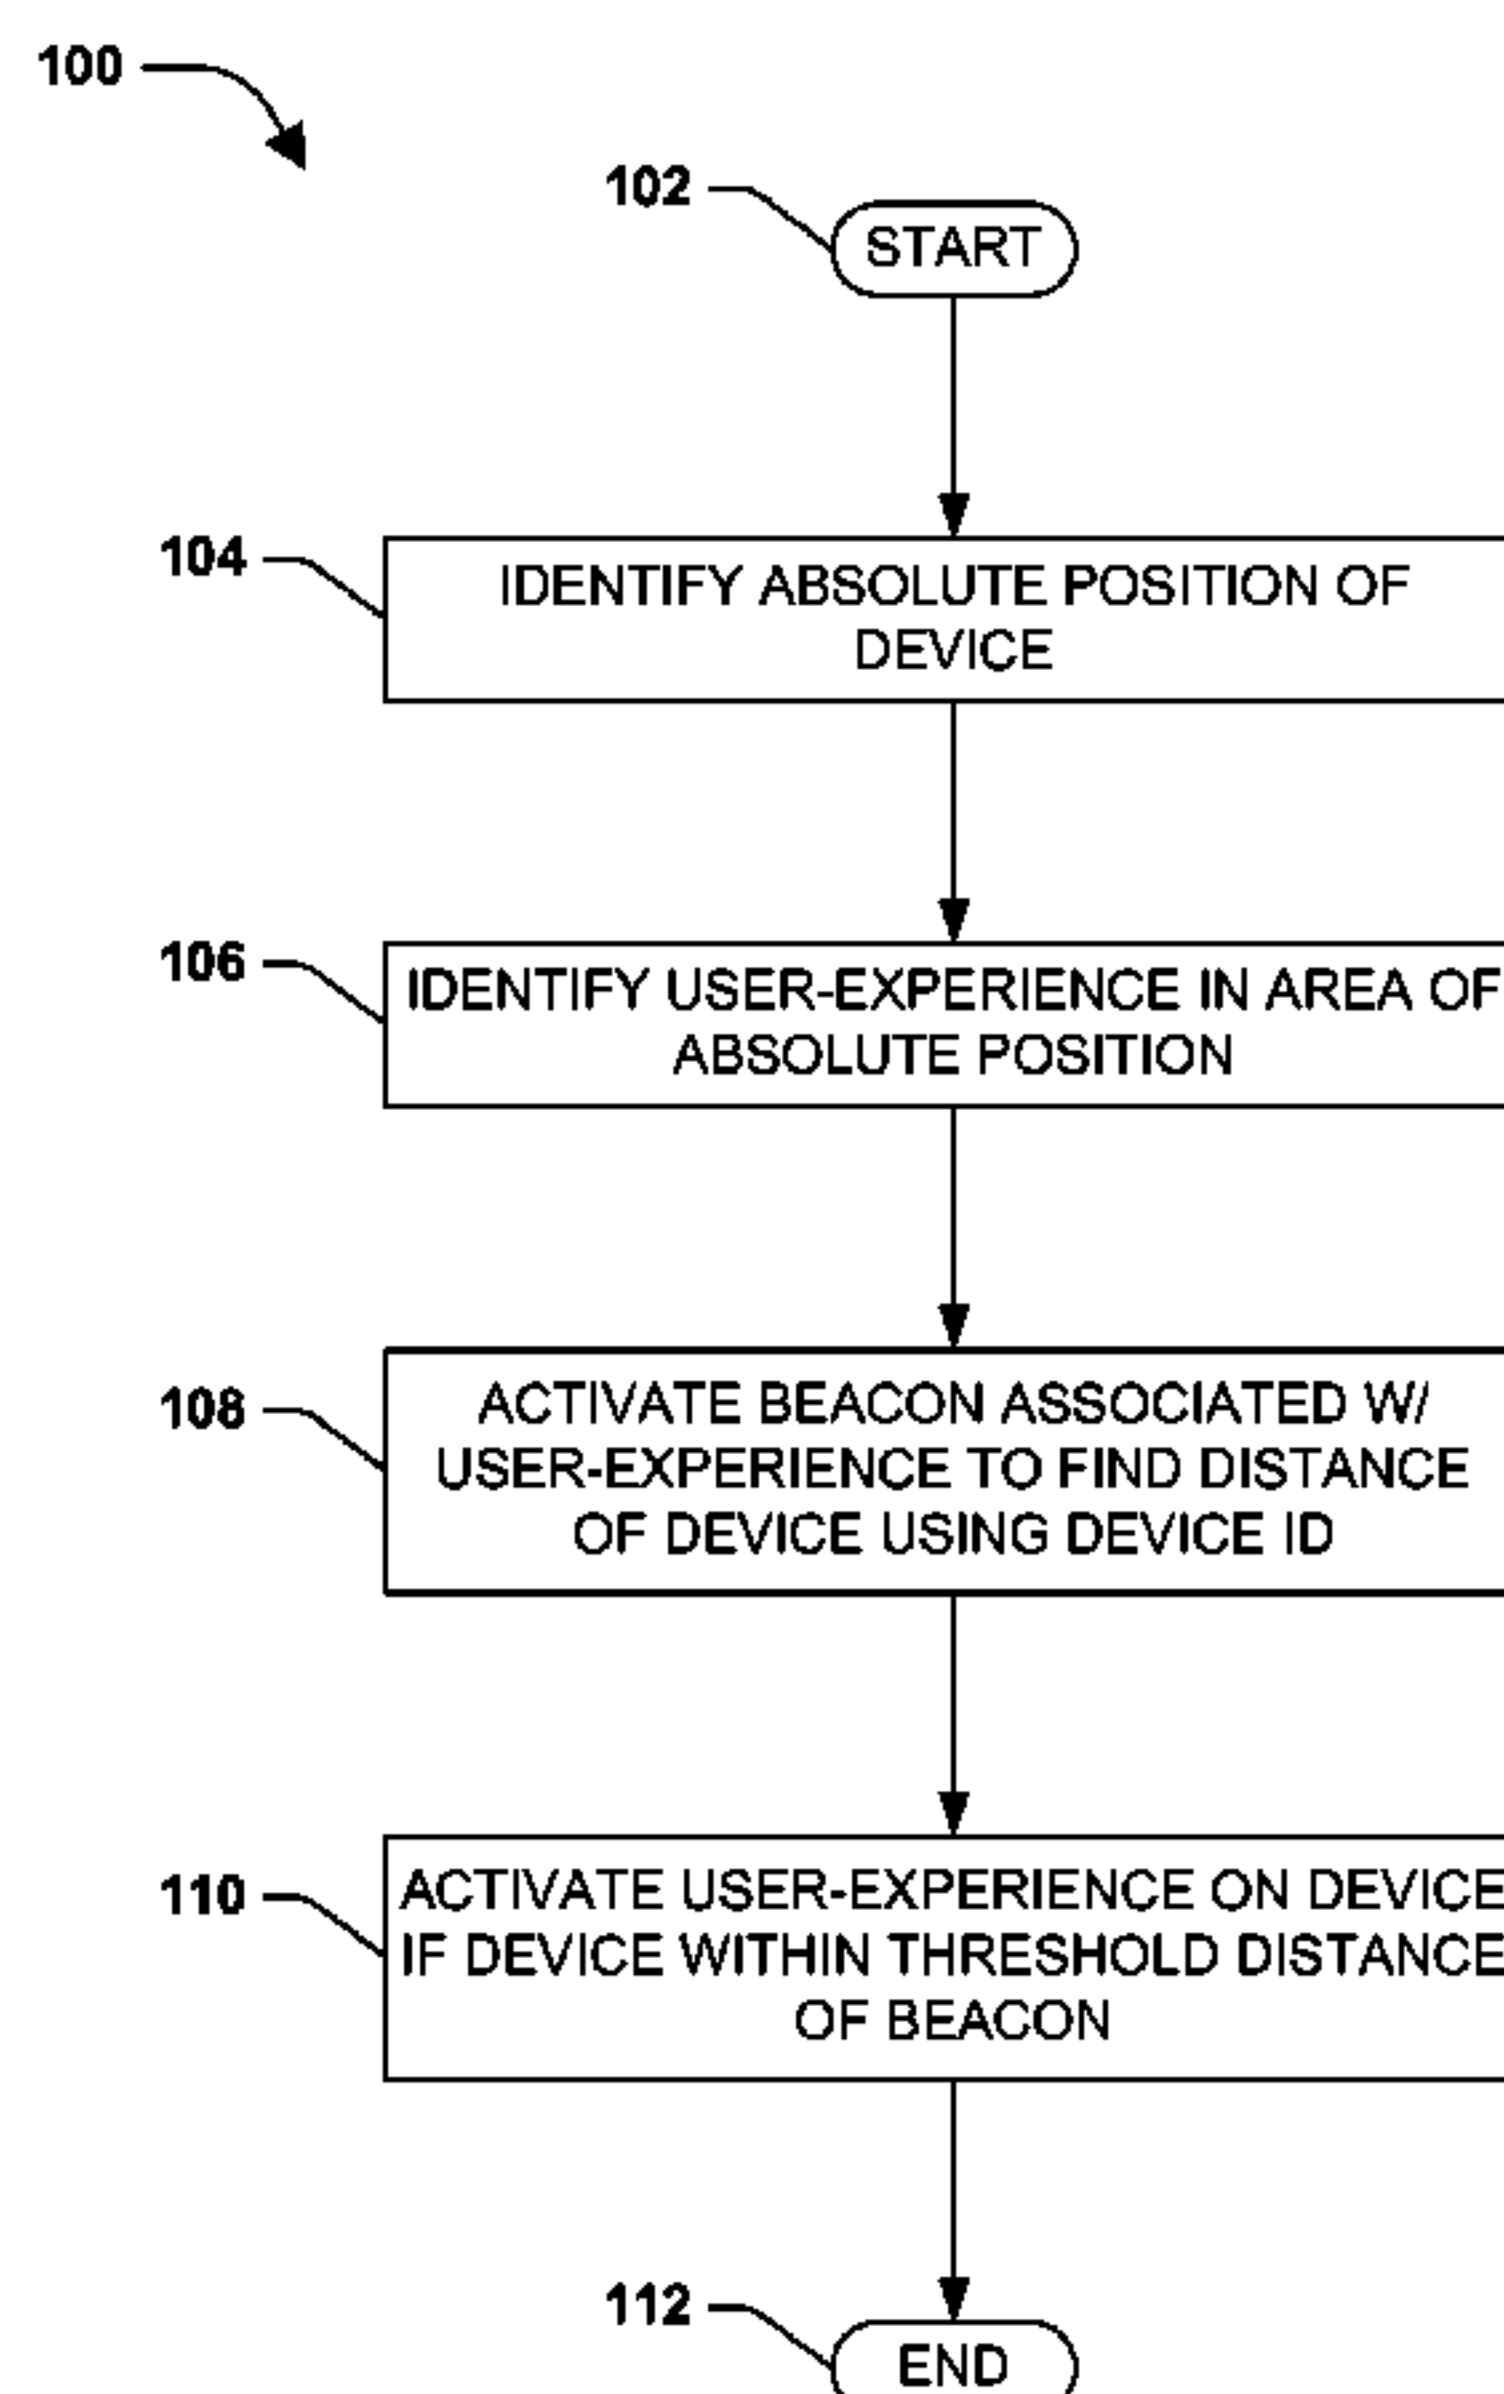 100
102
START
104
IDENTIFY ABSOLUTE POSITION OF
DEVICE
106
IDENTIFY USER-EXPERIENCE IN AREA OF
ABSOLUTE POSITION
108
ACTIVATE BEACON ASSOCIATED W/
USER-EXPERIENCE TO FIND DISTANCE
OF DEVICE USING DEVICE ID
110
ACTIVATE USER-EXPERIENCE ON DEVICE
IF DEVICE WITHIN THRESHOLD DISTANCE
OF BEACON
112
END